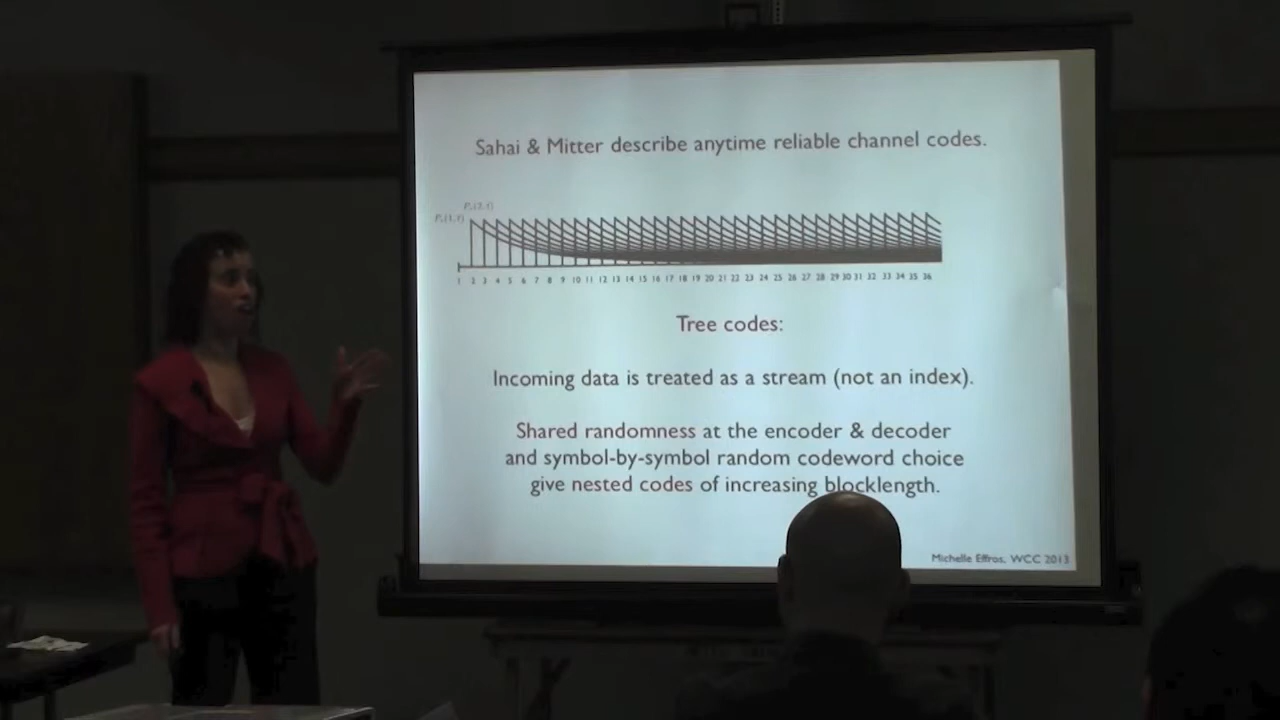 Sahai & Mitter describe anytime reliable channel codes.
1 2 3 4 5 6 7 8 9 10 11 12 13 14 15 16 17 18 19 20 21 22 23 24 25 26 27 28 29 30 31 32 33 34 35 36
Tree codes:
Incoming data is treated as a stream (not an index).
Shared randomness at the encoder & decoder
and symbol-by-symbol random codeword choice
give nested codes of increasing blocklength.
Michelle Effros, WCC 2013